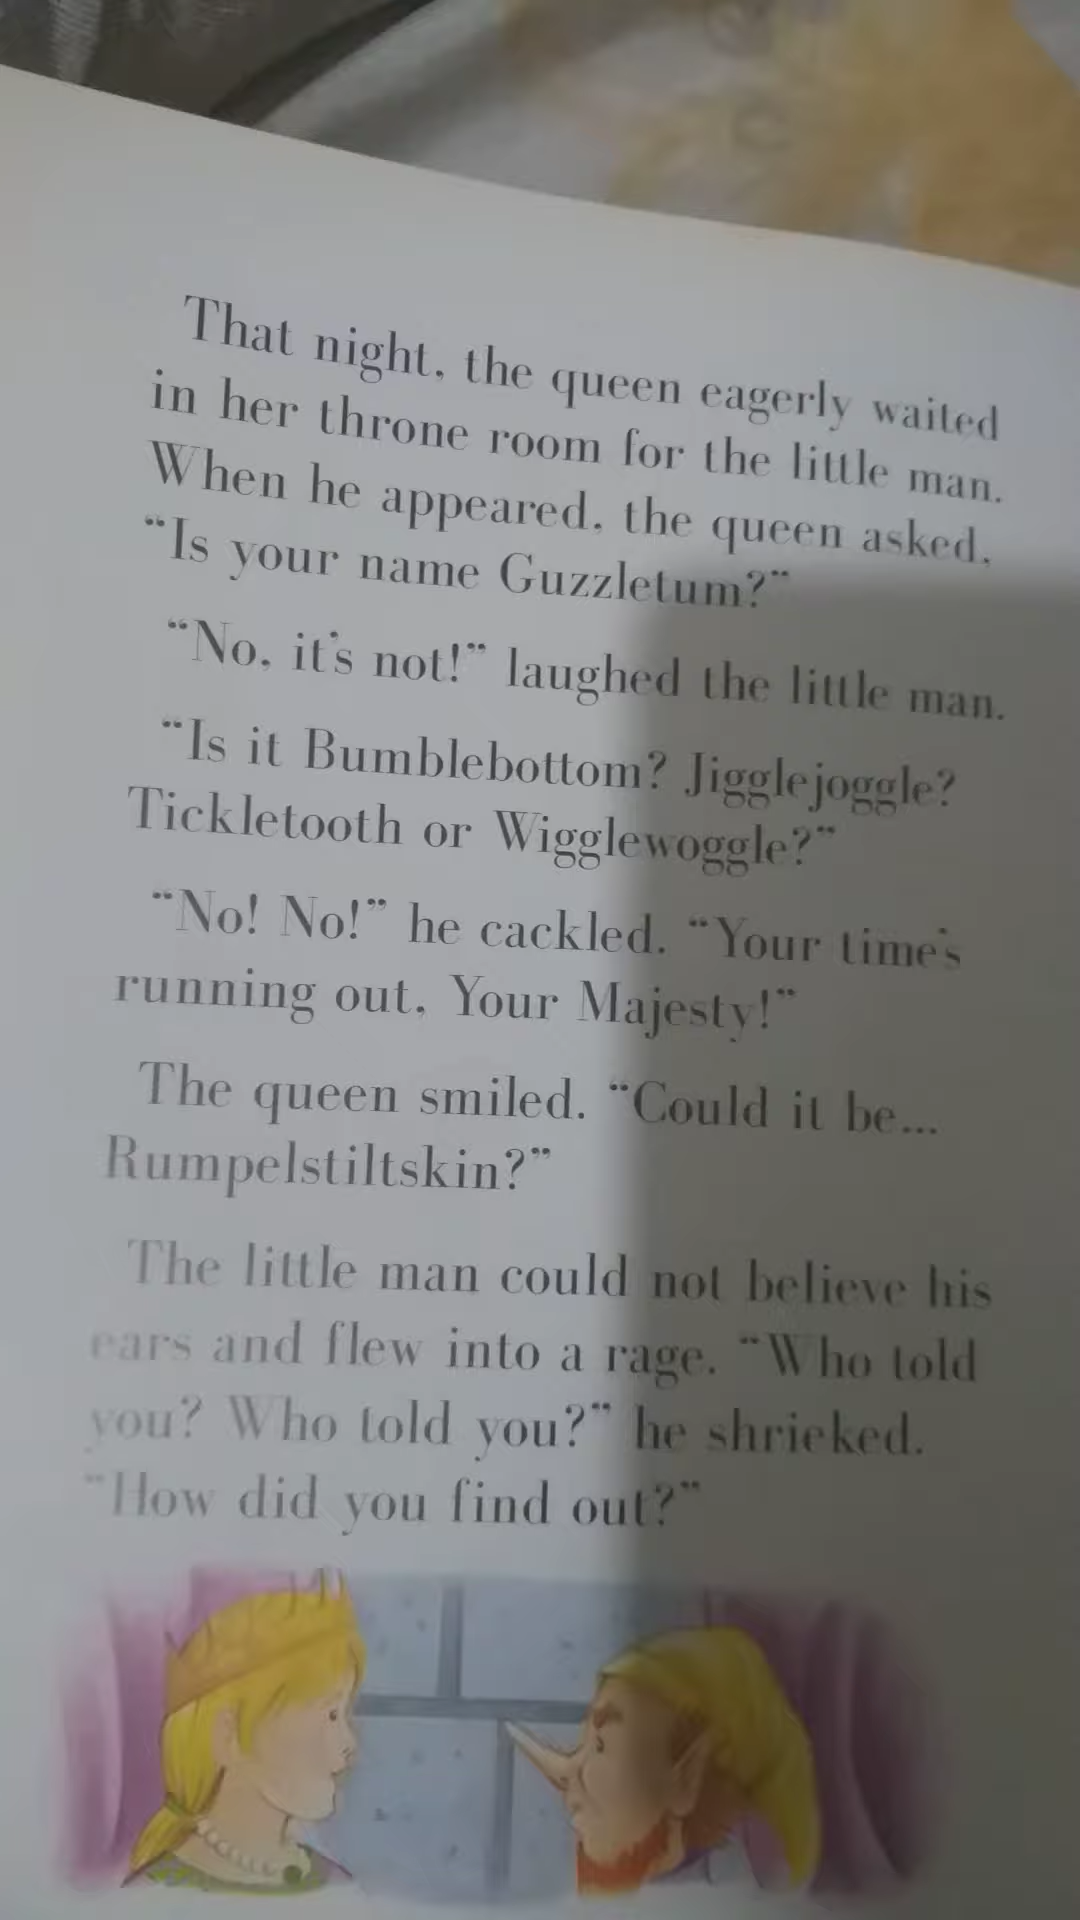 That night, the queen eagerly waited
in her throne room for the little man.
When he appeared, the queen asked,
“Is your name Guzzletum?”
“No, it’s not!” laughed the little man.
“Is it Bumblebottom? Jigglejoggle?
Tickletooth or Wigglewoggle?”
“No! No!” he cackled. “Your time’s
running out, Your Majesty!”
The queen smiled. “Could it be...
Rumpelstiltskin?”
The little man could not believe his
ears and flew into a rage. “Who told
you? Who told you?” he shrieked.
“How did you find out?”